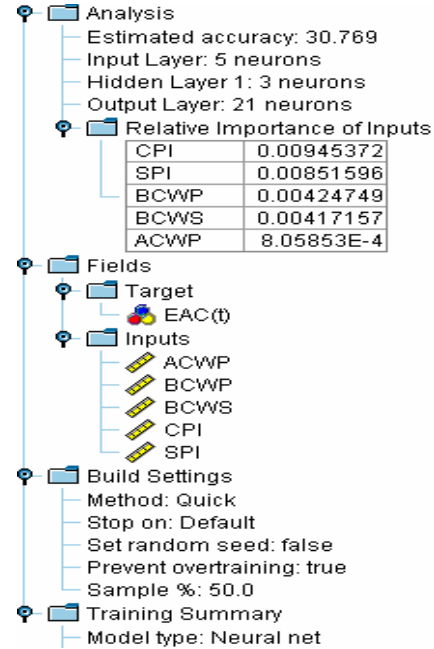 Analysis
Estimated accuracy: 30.769
Input Layer: 5 neurons
Hidden Layer 1: 3 neurons
Output Layer: 21 neurons
Relative Importance of Inputs
CPI 0.00945372
SPI 0.00851596
BCWP 0.00424749
BCWS 0.00417157
ACWP 8.05853E-4
Fields
Target
EAC(t)
Inputs
ACWP
BCWP
BCWS
CPI
SPI
Build Settings
Method: Quick
Stop on: Default
Set random seed: false
Prevent overtraining: true
Sample %: 50.0
Training Summary
Model type: Neural net